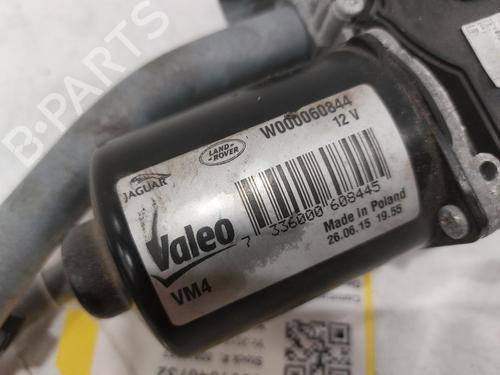 B-PARTS
LAND-
ROVER
W000060844
12 V
JAGUAR
Valeo
7 336000 608445
Made in Poland
26.06.15 19.55
VM4